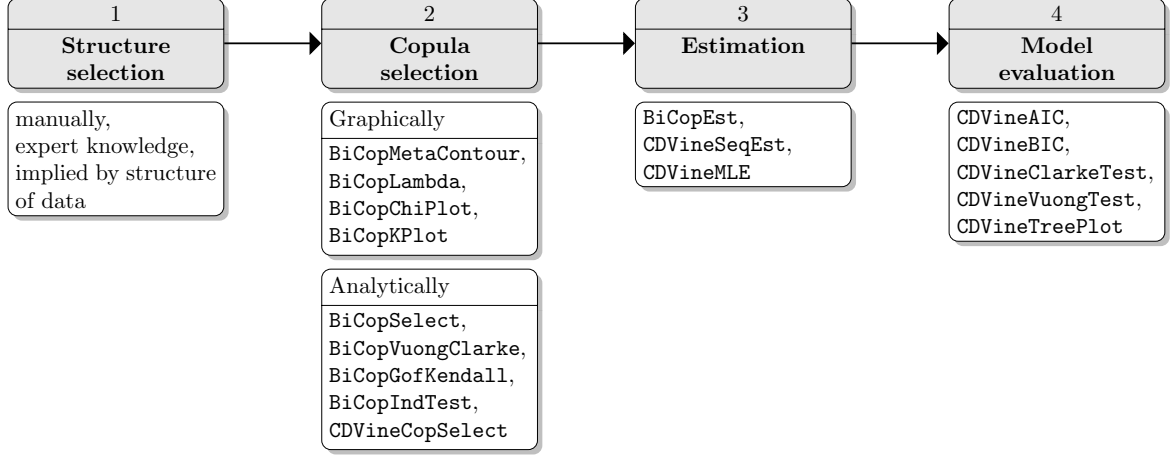 1
Structure
selection
manually,
expert knowledge,
implied by structure
of data
2
Copula
selection
Graphically
BiCopMetaContour,
BiCopLambda,
BiCopChiPlot,
BiCopKPlot
Analytically
BiCopSelect,
BiCopVuongClarke,
BiCopGofKendall,
BiCopIndTest,
CDVineCopSelect
3
Estimation
BiCopEst,
CDVineSeqEst,
CDVineMLE
4
Model
evaluation
CDVineAIC,
CDVineBIC,
CDVineClarkeTest,
CDVineVuongTest,
CDVineTreePlot